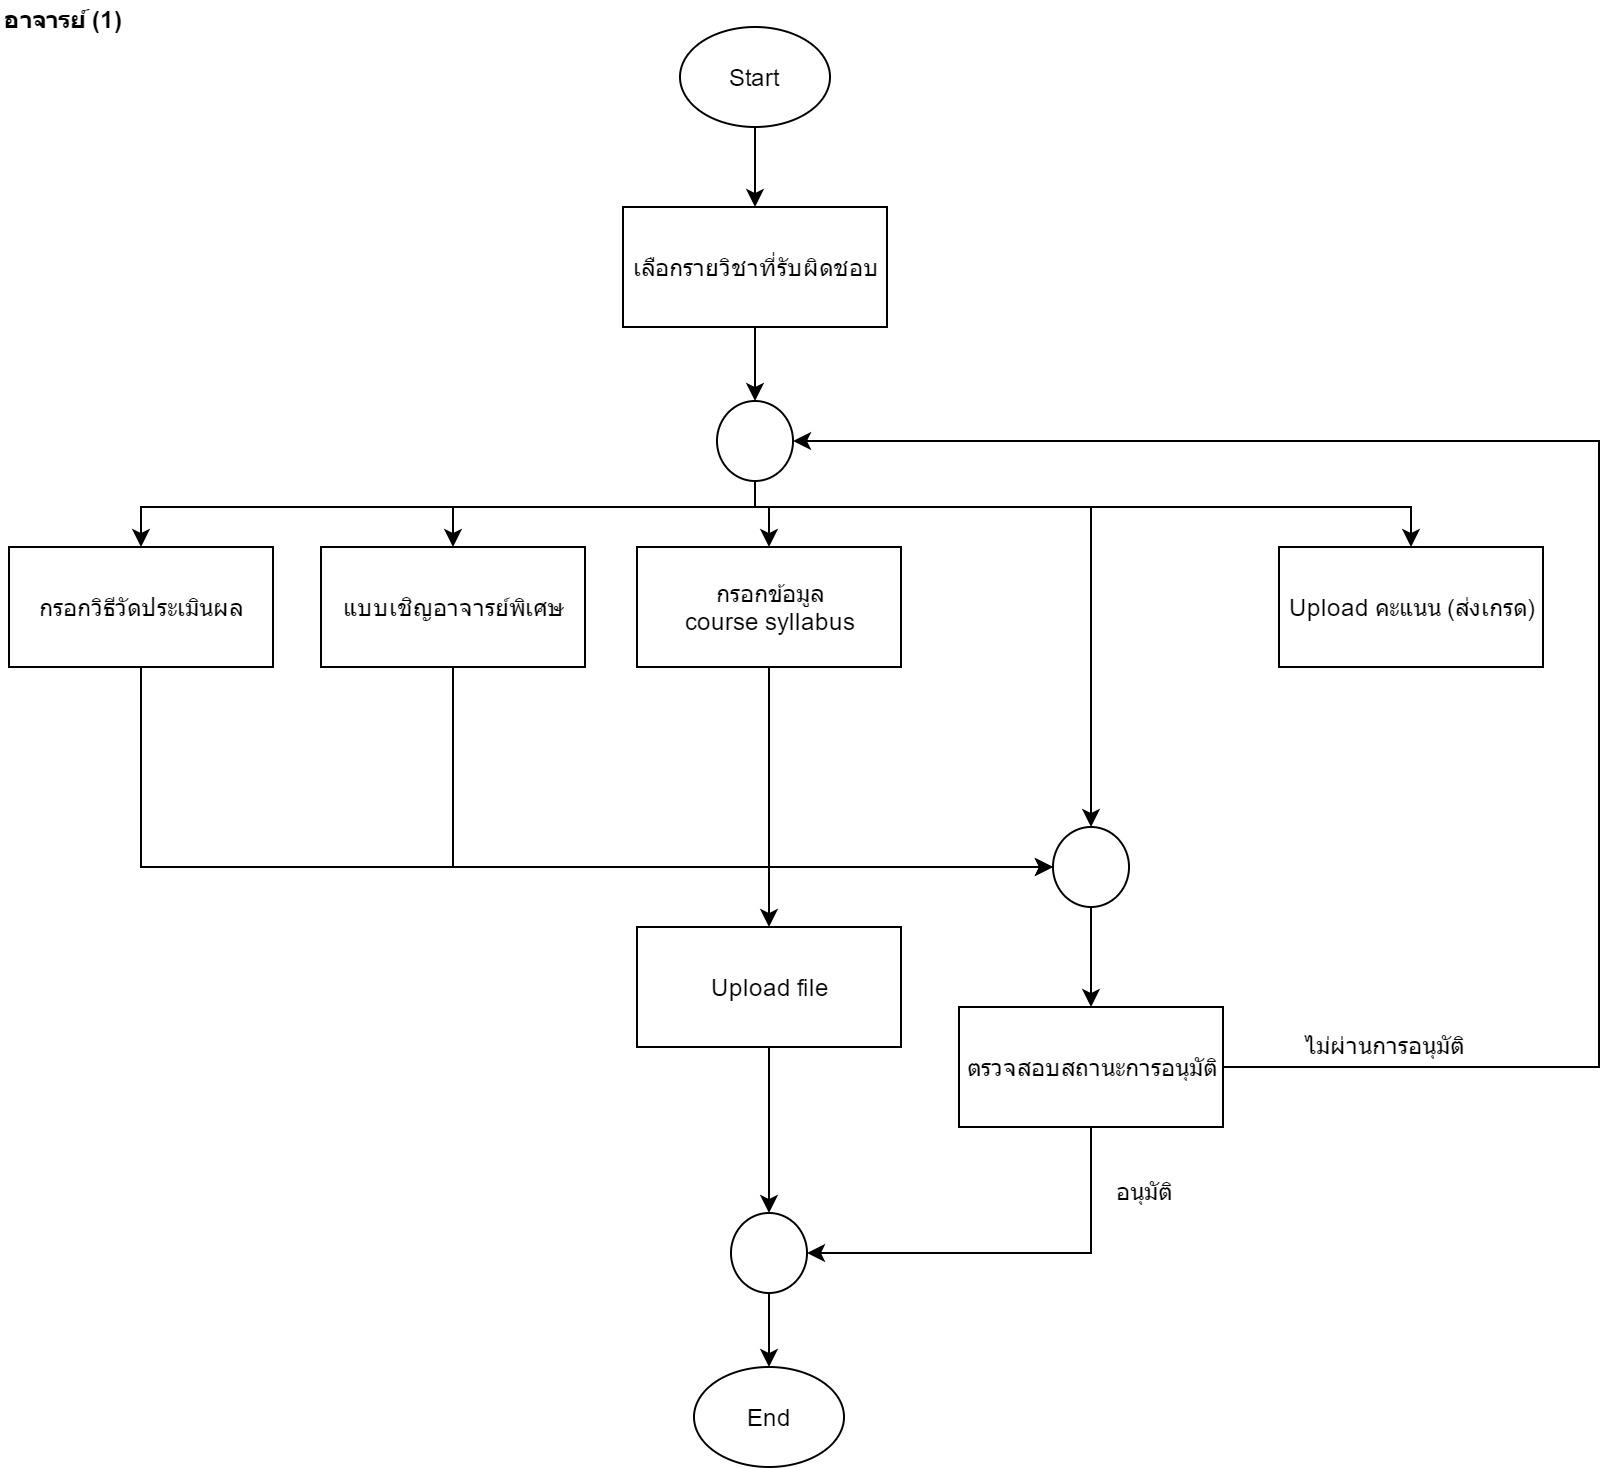 อาจารย์ (1)
Start
เลือกรายวิชาที่รับผิดชอบ
กรอกวิธีวัดประเมินผล
แบบเชิญอาจารย์พิเศษ
กรอกข้อมูล
course syllabus
Upload คะแนน (ส่งเกรด)
Upload file
ตรวจสอบสถานะการอนุมัติ
ไม่ผ่านการอนุมัติ
อนุมัติ
End